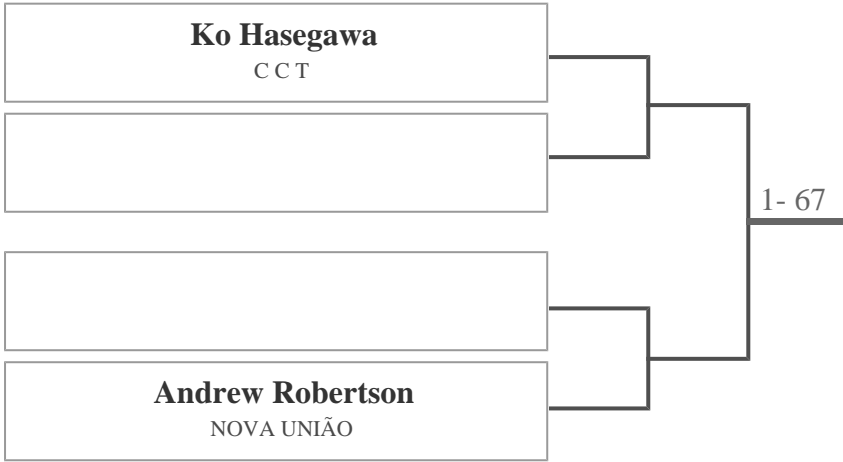 Ko Hasegawa
C C T
1- 67
Andrew Robertson
NOVA UNIÃO